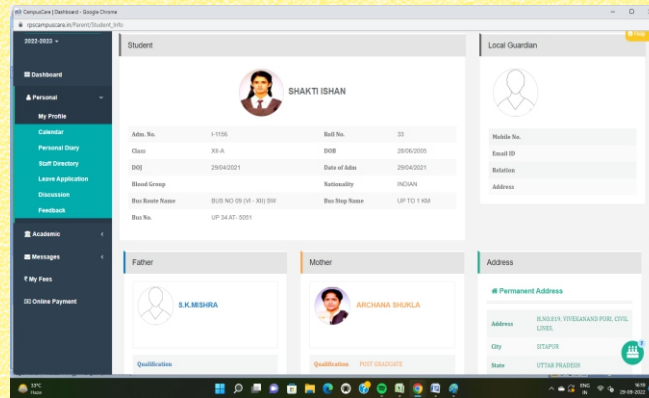 CampusCare | Dashboard - Google Chrome
rpscampuscare.in/Parent/Student_Info
Help
2022-2023
Dashboard
Personal
My Profile
Calendar
Personal Diary
Staff Directory
Leave Application
Discussion
Feedback
Academic
Messages
₹ My Fees
Online Payment
Student
SHAKTI ISHAN
Adm. No. I-1156 Roll No. 33
Class XII-A DOB 28/06/2005
DOJ 29/04/2021 Date of Adm 29/04/2021
Blood Group Nationality INDIAN
Bus Route Name BUS NO 09 (VI - XII) SW Bus Stop Name UP TO 1 KM
Bus No. UP 34 AT- 5051
Local Guardian
Mobile No.
Email ID
Relation
Address
Father
S.K.MISHRA
Qualification
Mother
ARCHANA SHUKLA
Qualification POST GRADUATE
Address
Permanent Address
Address H.NO.819, VIVEKANAND PURI, CIVIL
LINES.
City SITAPUR
State UTTAR PRADESH
33°C
Haze
ENG
IN
16:10
29-09-2022